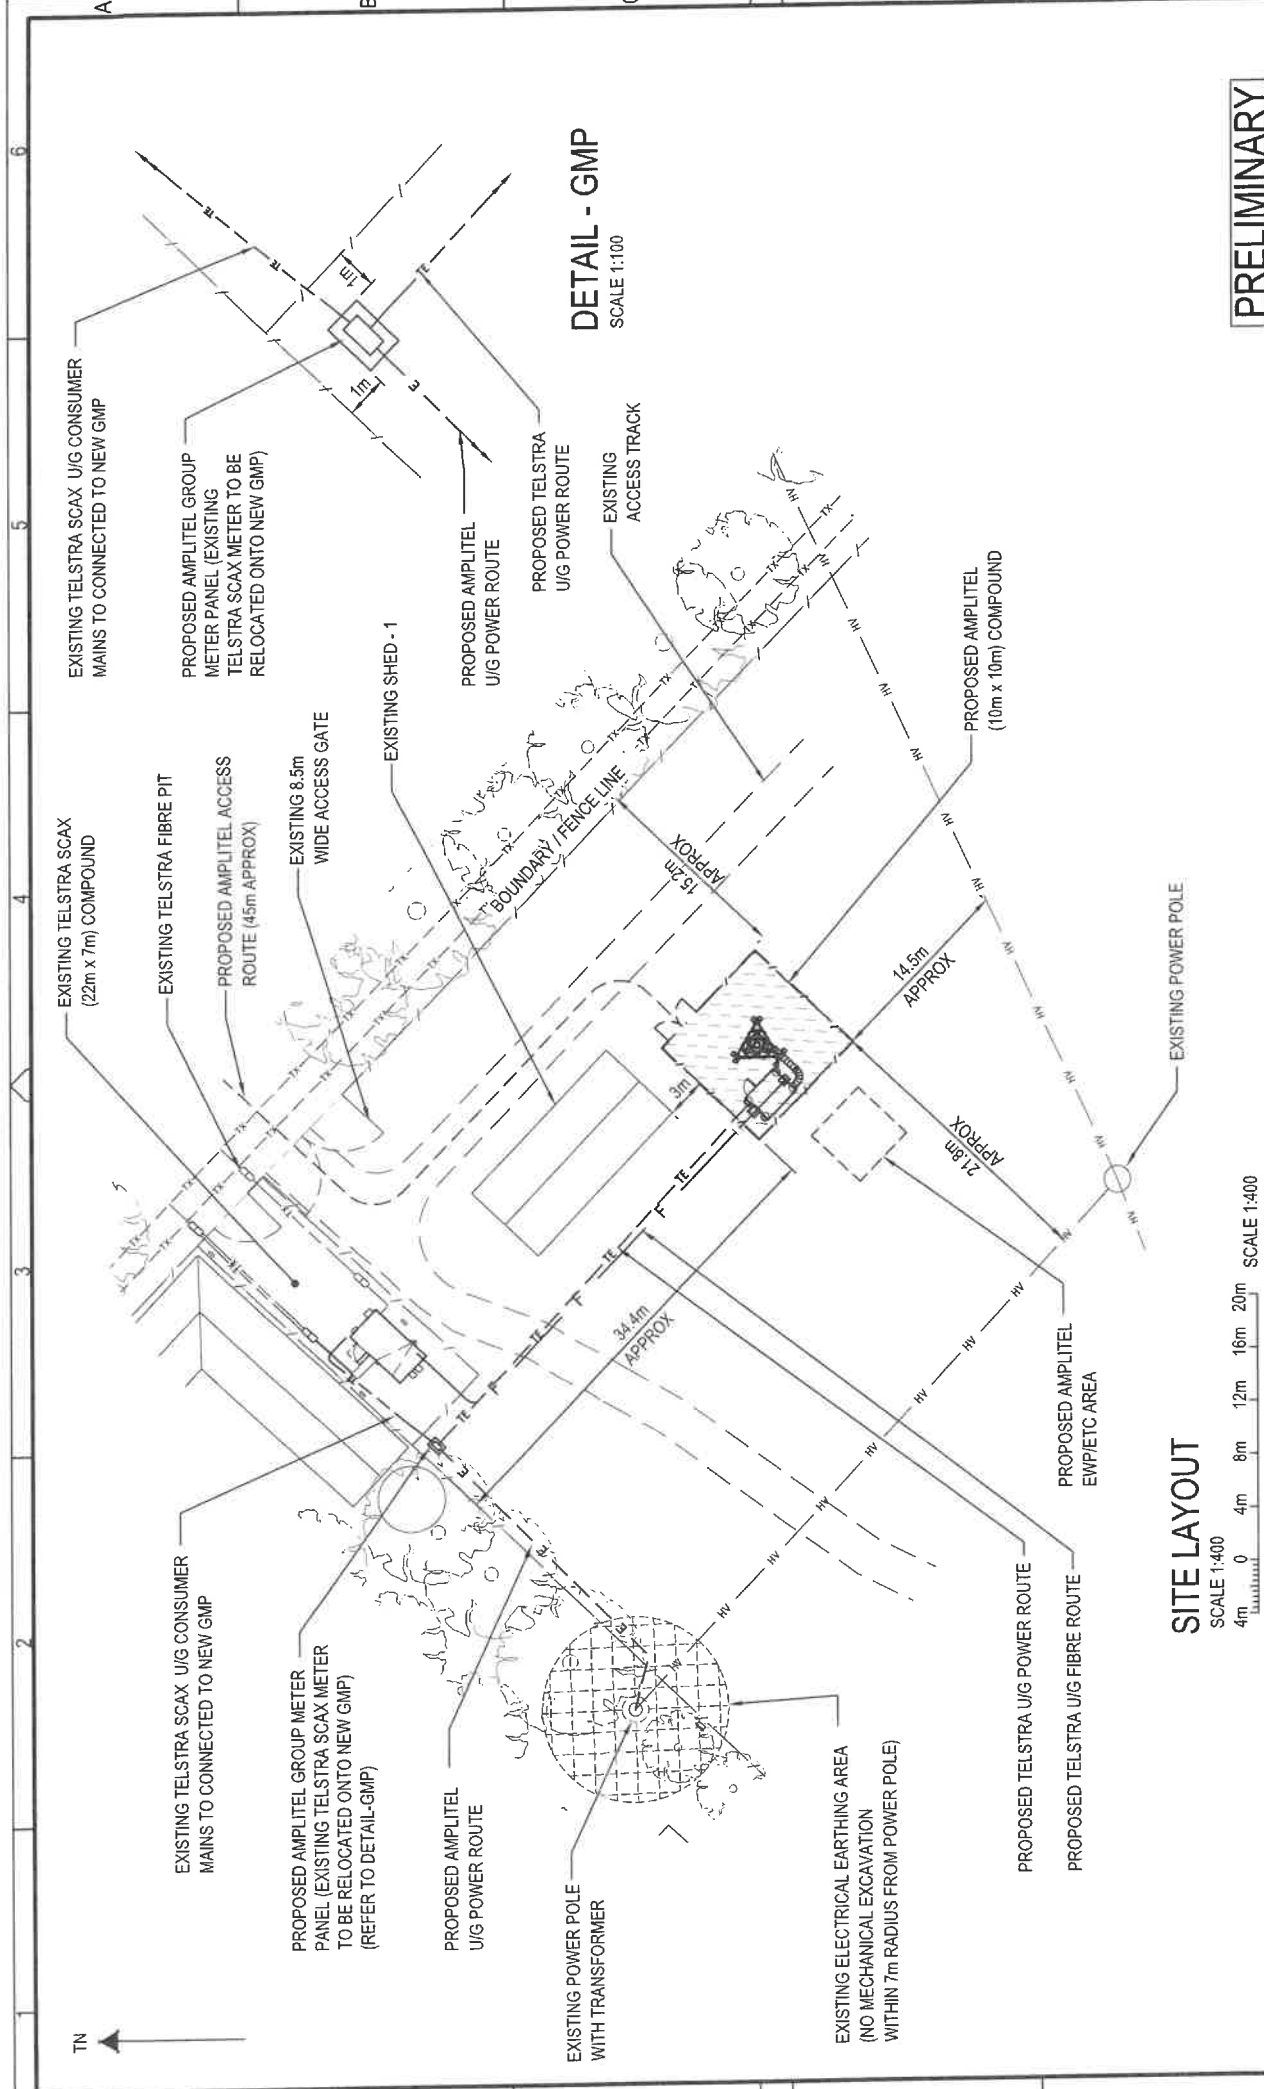 A
B
1
2
3
4
5
6
TN
EXISTING TELSTRA SCAX U/G CONSUMER
MAINS TO CONNECTED TO NEW GMP
PROPOSED AMPLITEL GROUP METER
PANEL (EXISTING TELSTRA SCAX METER
TO BE RELOCATED ONTO NEW GMP)
(REFER TO DETAIL-GMP)
PROPOSED AMPLITEL
U/G POWER ROUTE
EXISTING POWER POLE
WITH TRANSFORMER
EXISTING ELECTRICAL EARTHING AREA
(NO MECHANICAL EXCAVATION
WITHIN 7m RADIUS FROM POWER POLE)
EXISTING TELSTRA SCAX
(22m x 7m) COMPOUND
EXISTING TELSTRA FIBRE PIT
PROPOSED AMPLITEL ACCESS
ROUTE (45m APPROX)
EXISTING 8.5m
WIDE ACCESS GATE
EXISTING SHED - 1
BOUNDARY / FENCE LINE
15.2m
APPROX
3m
14.5m
APPROX
21.8m
APPROX
34.4m
APPROX
EXISTING
ACCESS TRACK
PROPOSED AMPLITEL
(10m x 10m) COMPOUND
EXISTING POWER POLE
PROPOSED AMPLITEL
EWP/ETC AREA
PROPOSED TELSTRA U/G POWER ROUTE
PROPOSED TELSTRA U/G FIBRE ROUTE
EXISTING TELSTRA SCAX U/G CONSUMER
MAINS TO CONNECTED TO NEW GMP
PROPOSED AMPLITEL GROUP
METER PANEL (EXISTING
TELSTRA SCAX METER TO BE
RELOCATED ONTO NEW GMP)
PROPOSED AMPLITEL
U/G POWER ROUTE
PROPOSED TELSTRA
U/G POWER ROUTE
TE
TE
1m
1m
TE
E
DETAIL - GMP
SCALE 1:100
SITE LAYOUT
SCALE 1:400
4m 0 4m 8m 12m 16m 20m SCALE 1:400
PRELIMINARY